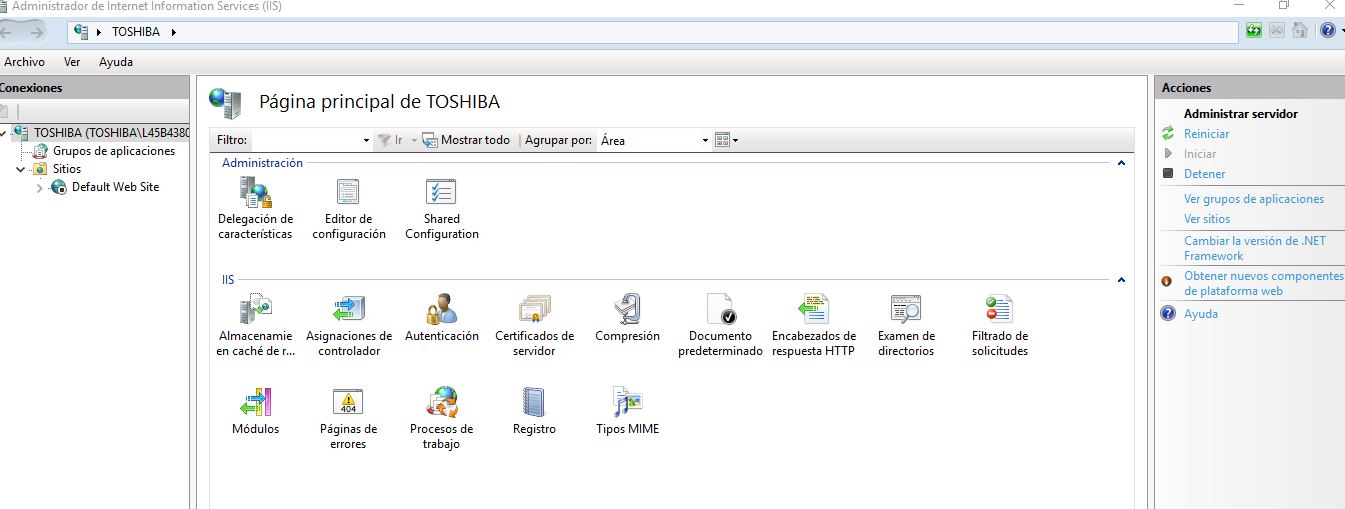 Administrador de Internet Information Services (IIS)
TOSHIBA
Archivo Ver Ayuda
Conexiones
TOSHIBA (TOSHIBA\L45B4380
Grupos de aplicaciones
Sitios
Default Web Site
Página principal de TOSHIBA
Filtro: Ir Mostrar todo Agrupar por: Área
Administración
Delegación de
características
Editor de
configuración
Shared
Configuration
IIS
Almacenamie
en caché de r...
Asignaciones de
controlador
Autenticación
Certificados de
servidor
Compresión
Documento
predeterminado
Encabezados de
respuesta HTTP
Examen de
directorios
Filtrado de
solicitudes
Módulos
404
Páginas de
errores
Procesos de
trabajo
Registro
Tipos MIME
Acciones
Administrar servidor
Reiniciar
Iniciar
Detener
Ver grupos de aplicaciones
Ver sitios
Cambiar la versión de .NET
Framework
Obtener nuevos componentes
de plataforma web
Ayuda